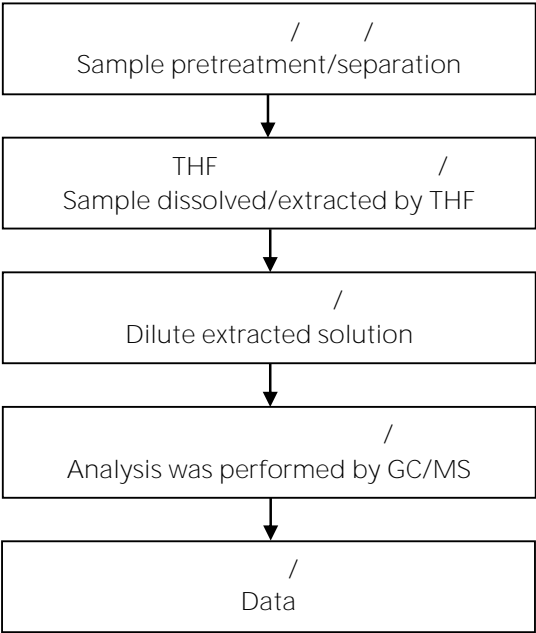 / /
Sample pretreatment/separation
THF /
Sample dissolved/extracted by THF
/
Dilute extracted solution
/
Analysis was performed by GC/MS
/
Data